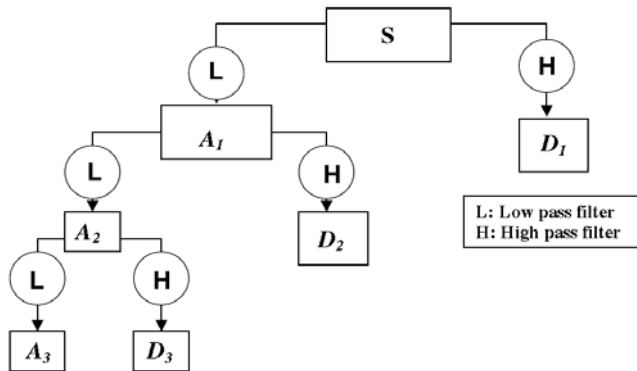 S
L
H
A1
D1
L
H
A2
D2
L: Low pass filter
H: High pass filter
L
H
A3
D3